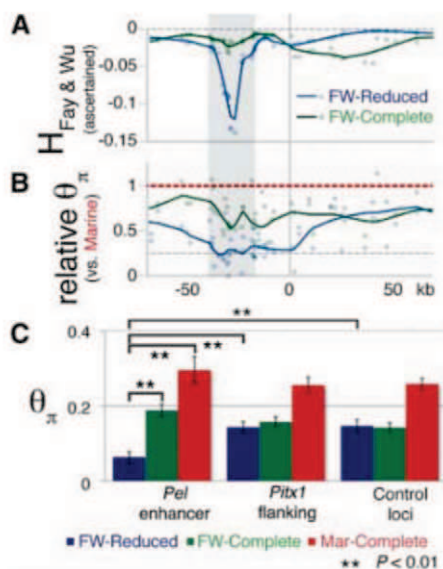 A
0
-0.05
-0.1
-0.15
H Fay & Wu
(ascertained)
FW-Reduced
FW-Complete
B
1
0.5
0
relative θπ
(vs. Marine)
-50
0
kb
50
C
0.4
0.2
0
θπ
**
**
**
**
Pel
enhancer
Pitx1
flanking
Control
loci
FW-Reduced FW-Complete Mar-Complete
** P < 0.01